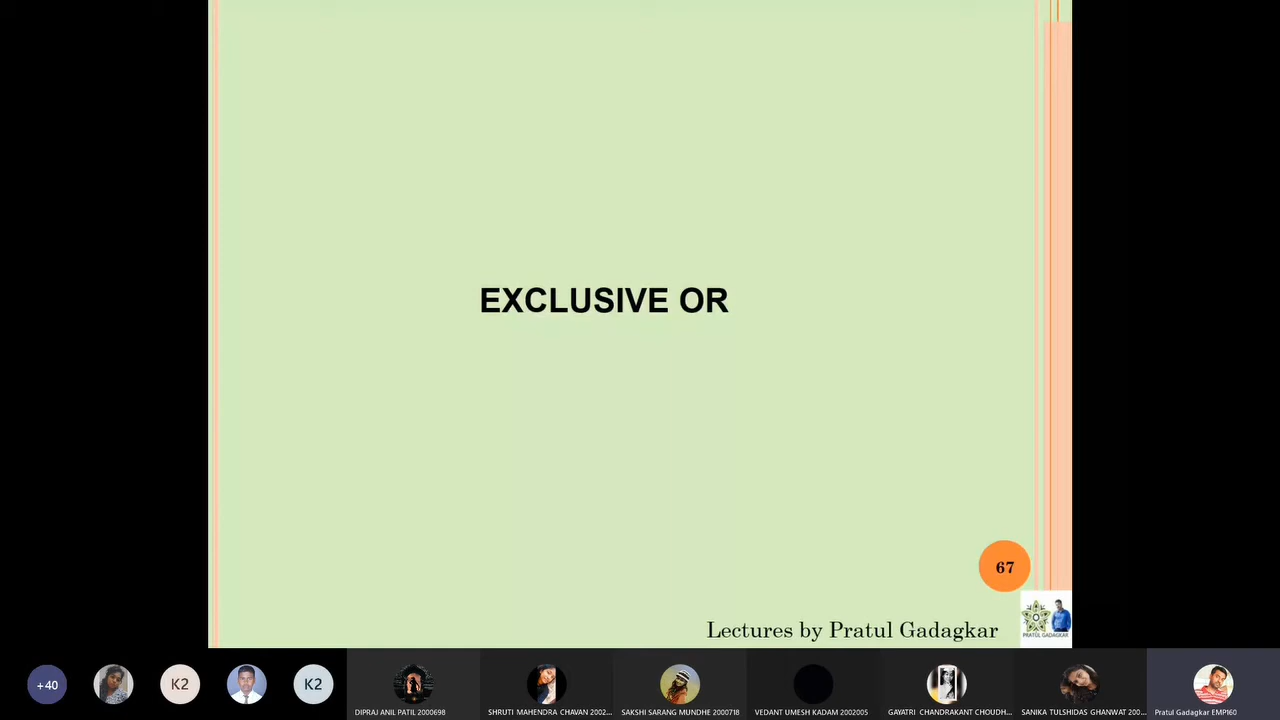 EXCLUSIVE OR
67
Lectures by Pratul Gadagkar
PRATUL GADAGKAR
+40
K2
K2
DIPRAJ ANIL PATIL 2000698
SHRUTI MAHENDRA CHAVAN 2002...
SAKSHI SARANG MUNDHE 2000718
VEDANT UMESH KADAM 2002005
GAYATRI CHANDRAKANT CHOUDH...
SANIKA TULSHIDAS GHANWAT 200...
Pratul Gadagkar EMP160